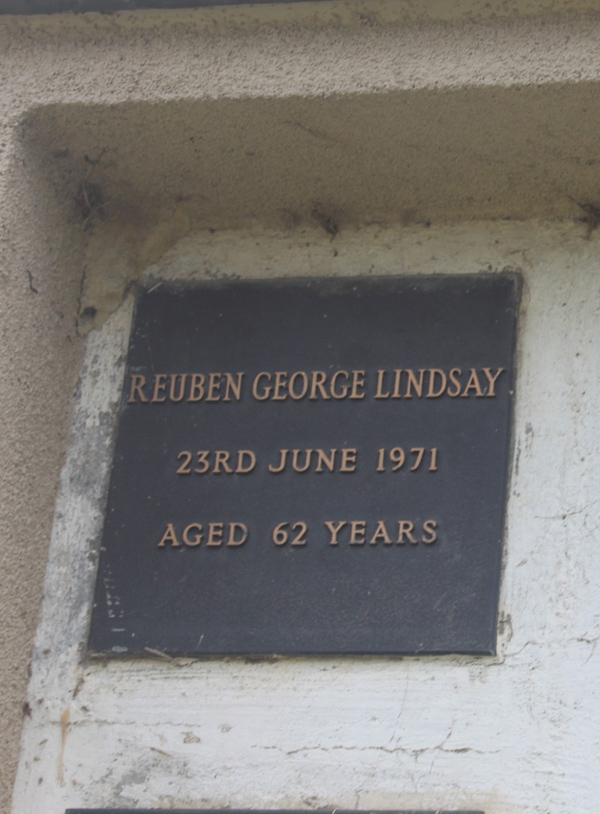 REUBEN GEORGE LINDSAY
23RD JUNE 1971
AGED 62 YEARS